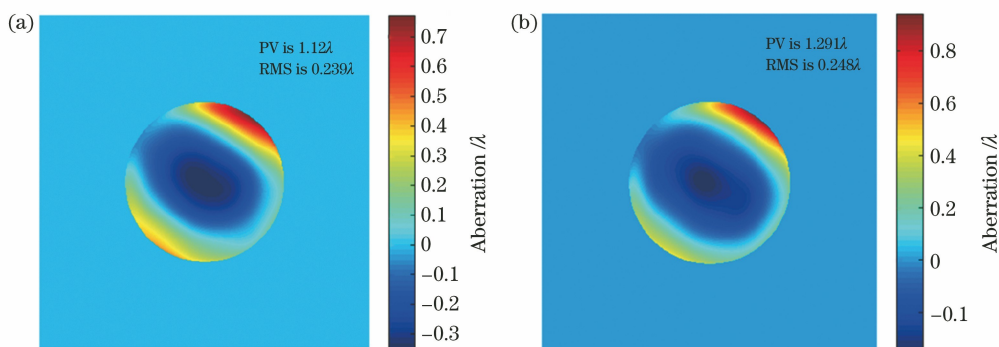 (a)
PV is 1.12λ
RMS is 0.239λ
0.7
0.6
0.5
0.4
0.3
0.2
0.1
0
−0.1
−0.2
−0.3
Aberration /λ
(b)
PV is 1.291λ
RMS is 0.248λ
0.8
0.6
0.4
0.2
0
−0.1
Aberration /λ